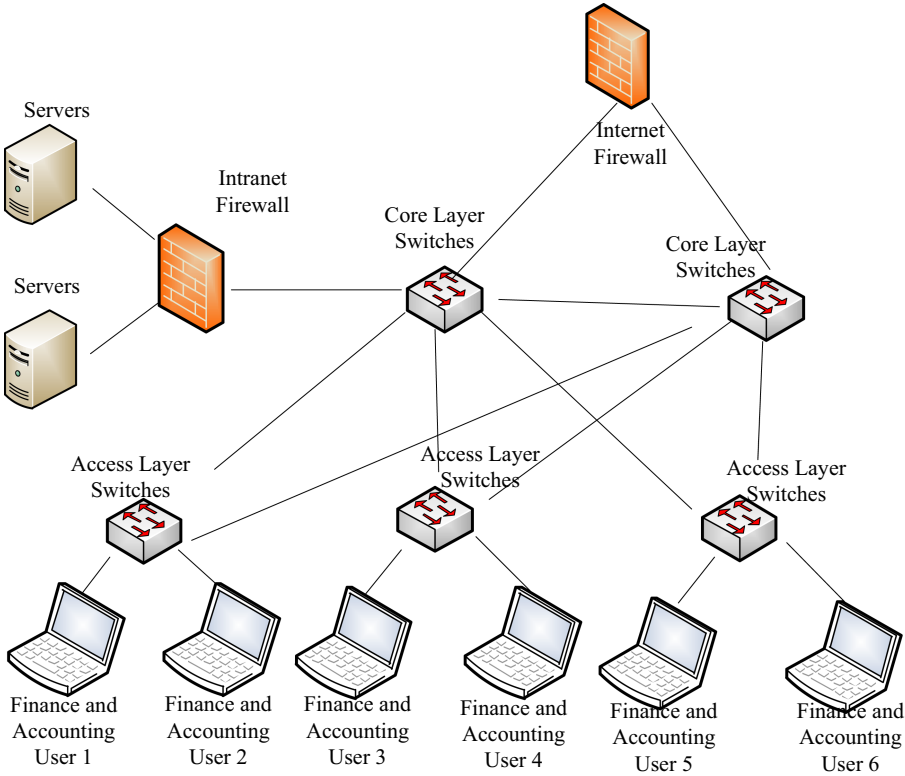 Servers
Internet
Firewall
Intranet
Firewall
Core Layer
Switches
Core Layer
Switches
Servers
Access Layer
Switches
Access Layer
Switches
Access Layer
Switches
Finance and
Accounting
User 1
Finance and
Accounting
User 2
Finance and
Accounting
User 3
Finance and
Accounting
User 4
Finance and
Accounting
User 5
Finance and
Accounting
User 6